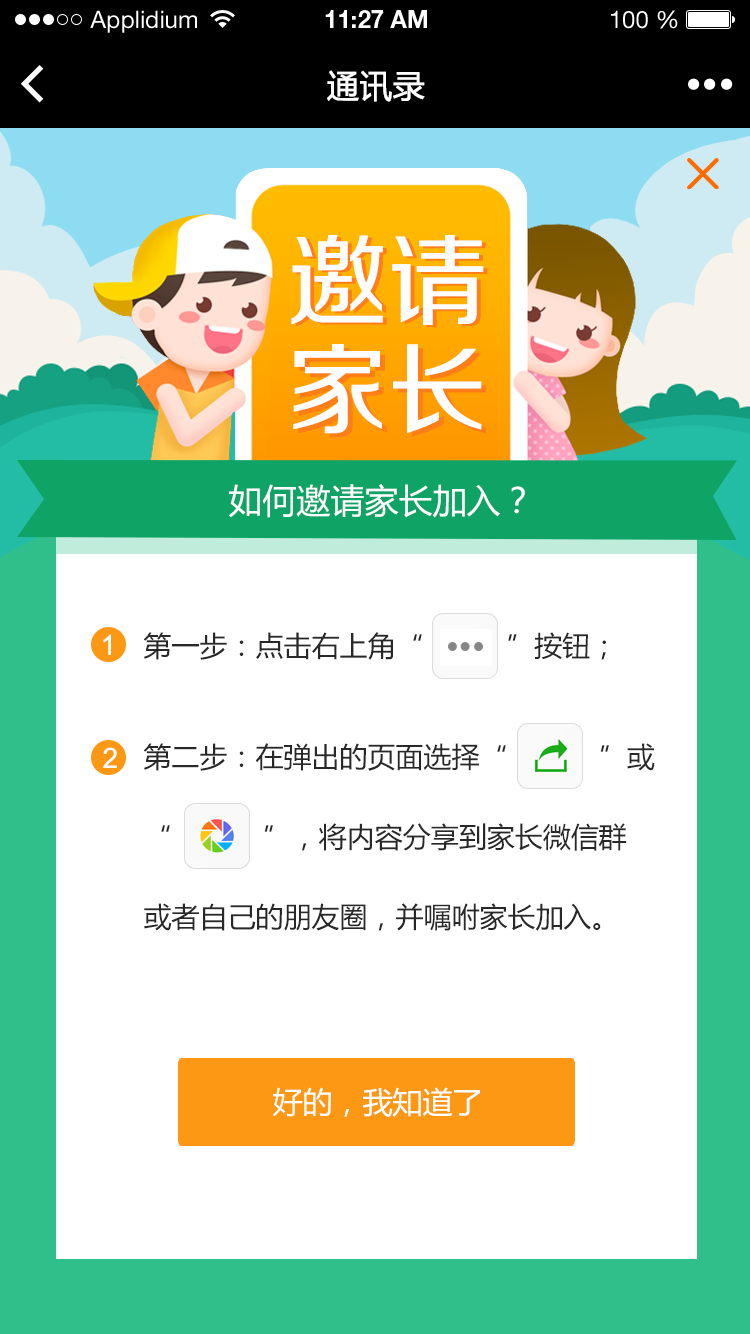 Applidium 11:27 AM 100 %
通讯录
邀请
家长
如何邀请家长加入？
1 第一步：点击右上角“ ”按钮；
2 第二步：在弹出的页面选择“ ”或
“ ”，将内容分享到家长微信群
或者自己的朋友圈，并嘱咐家长加入。
好的，我知道了